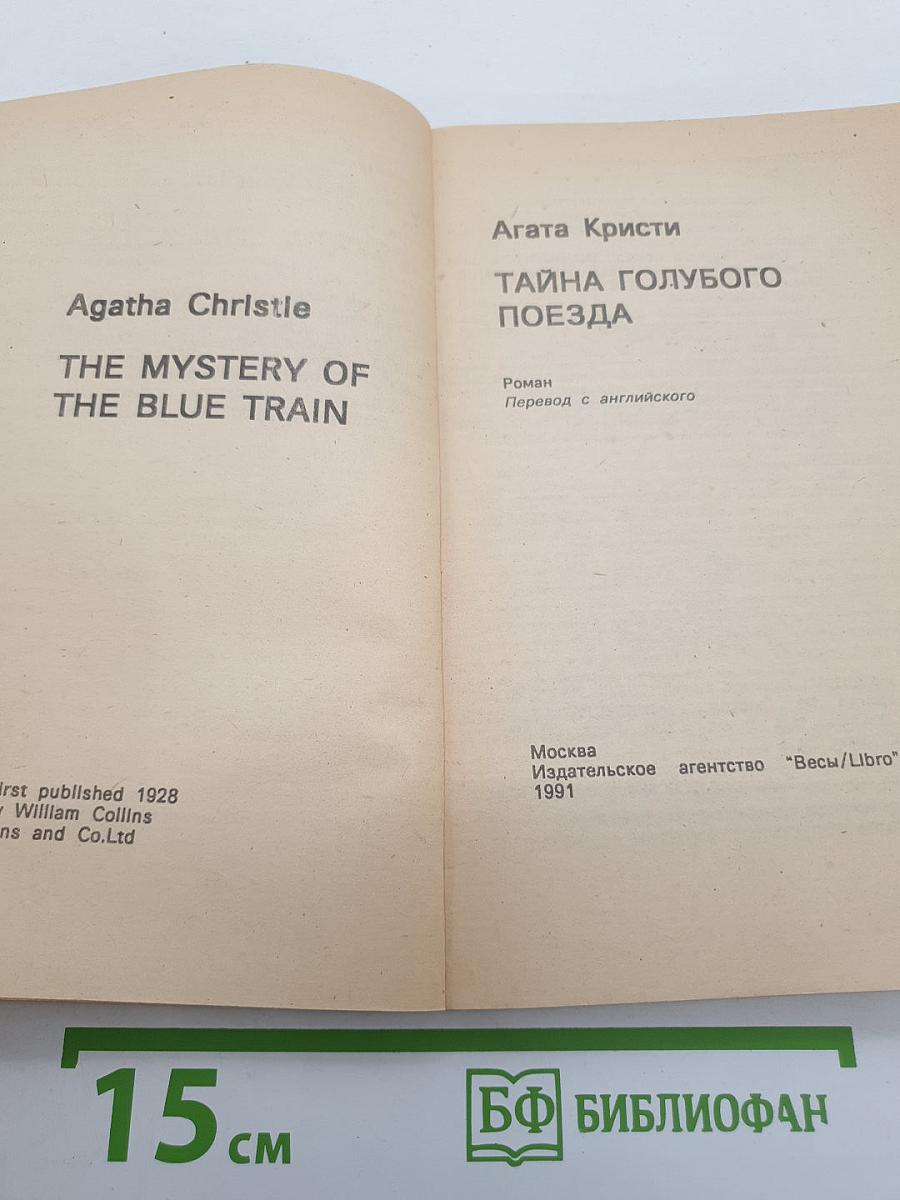 Agatha Christie
THE MYSTERY OF
THE BLUE TRAIN
irst published 1928
William Collins
ns and Co.Ltd
Агата Кристи
ТАЙНА ГОЛУБОГО
ПОЕЗДА
Роман
Перевод с английского
Москва
Издательское агентство "Весы/Libro"
1991
15 см
БФ БИБЛИОФАН